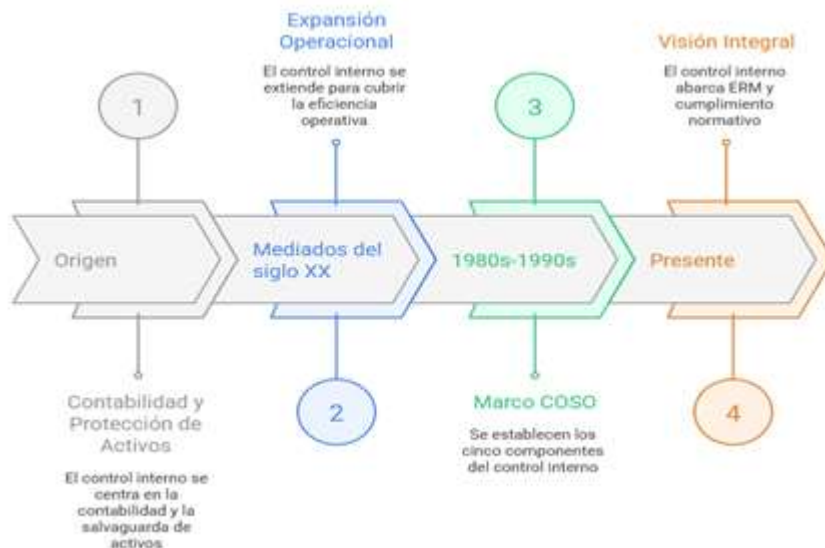 1
Origen
Contabilidad y
Protección de
Activos
El control interno se
centra en la
contabilidad y la
salvaguarda de
activos
Expansión
Operacional
El control interno se
extiende para cubrir
la eficiencia
operativa
Mediados del
siglo XX
2
3
1980s-1990s
Marco COSO
Se establecen los
cinco componentes
del control interno
Visión Integral
El control interno
abarca ERM y
cumplimiento
normativo
Presente
4